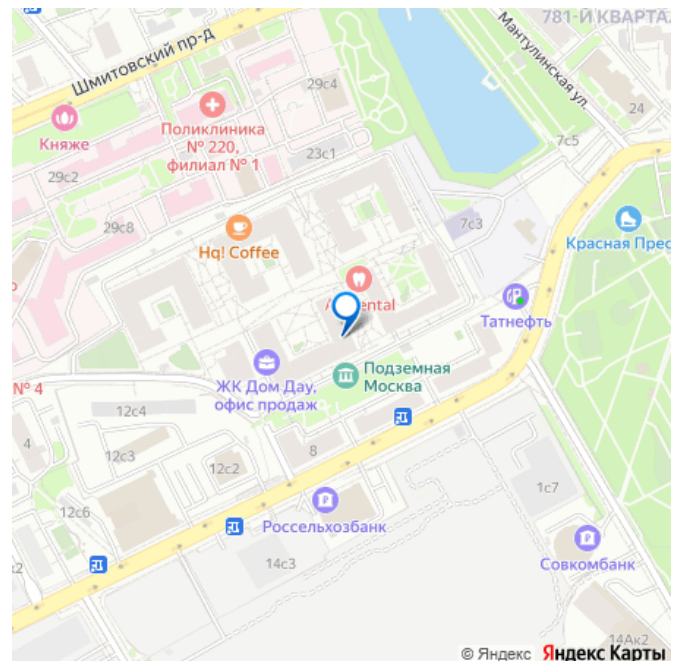 781-Й КВАРТА
Шмитовский пр-д
Мантулинская ул.
29с4
24
Поликлиника
№ 220,
филиал № 1
Княже
7с5
23с1
29с2
29с8
7с3
Hq! Coffee
Красная Прес
ental
Татнефть
Подземная
Москва
ЖК Дом Дау,
офис продаж
№ 4
12с4
4
8
12с3
12с2
1с7
12с6
Россельхозбанк
14с3
Совкомбанк
14Ак2
© Яндекс Яндекс Карты